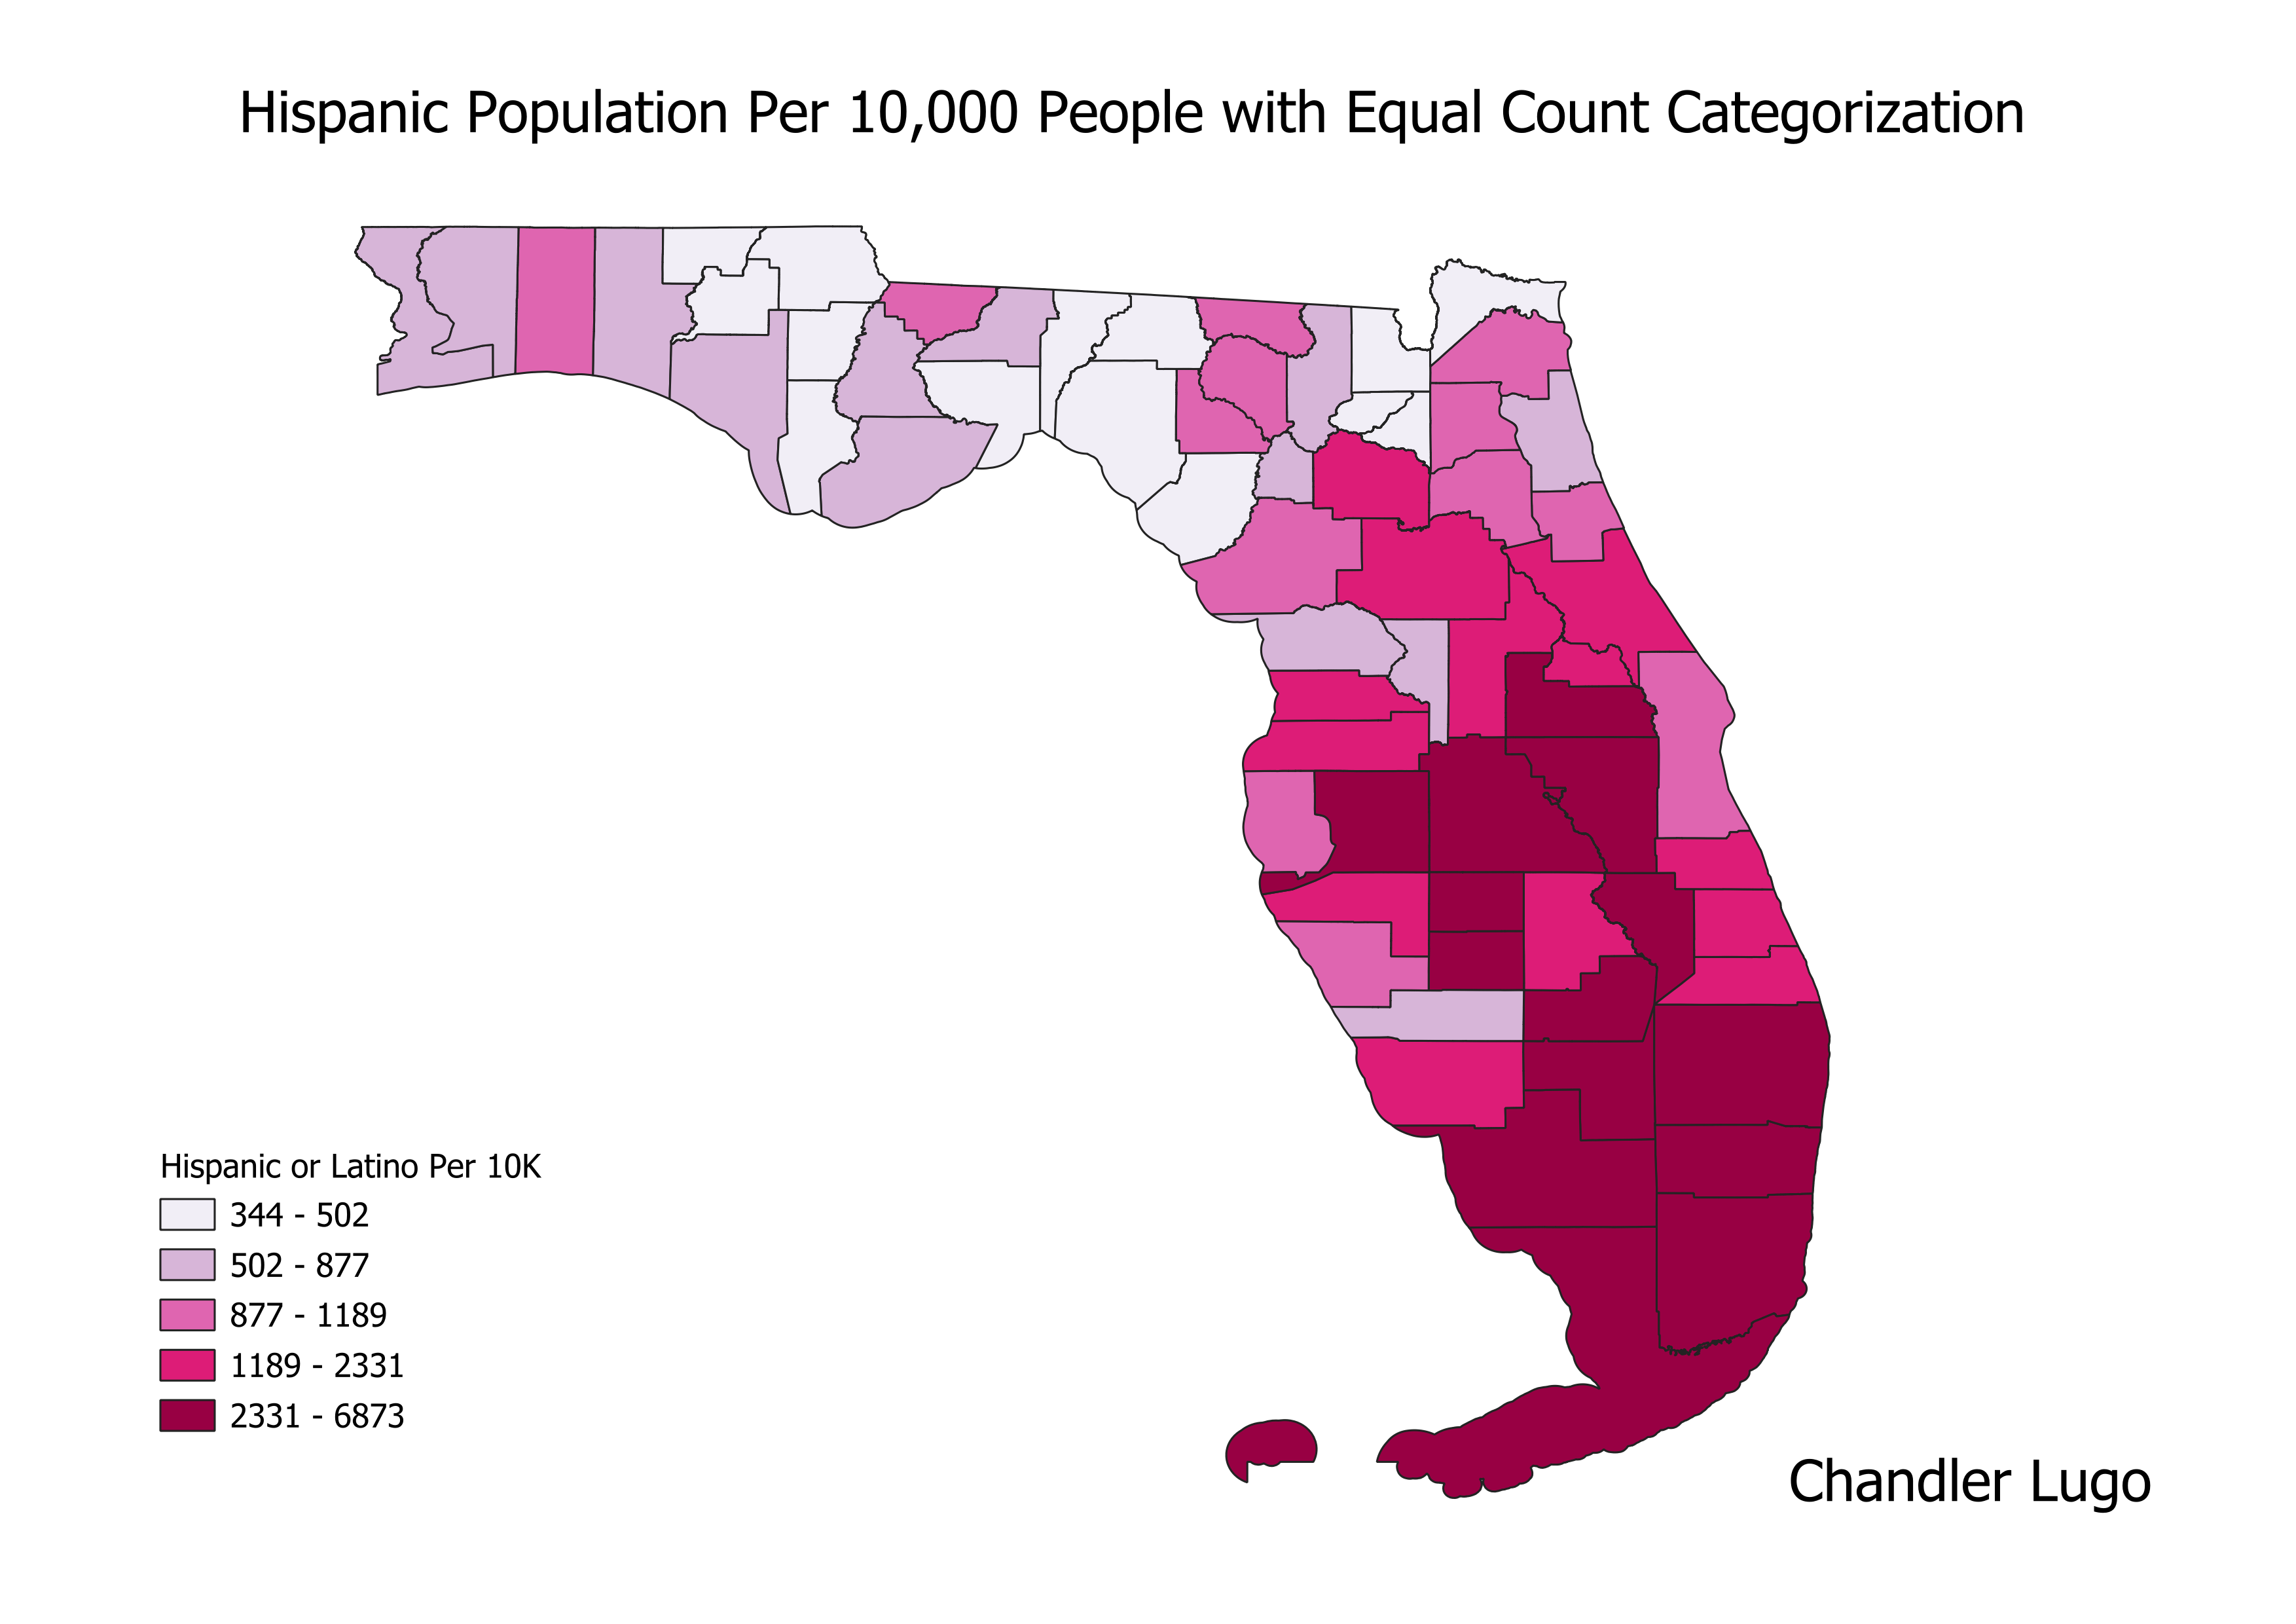 Hispanic Population Per 10,000 People with Equal Count Categorization
Hispanic or Latino Per 10K
344 - 502
502 - 877
877 - 1189
1189 - 2331
2331 - 6873
Chandler Lugo